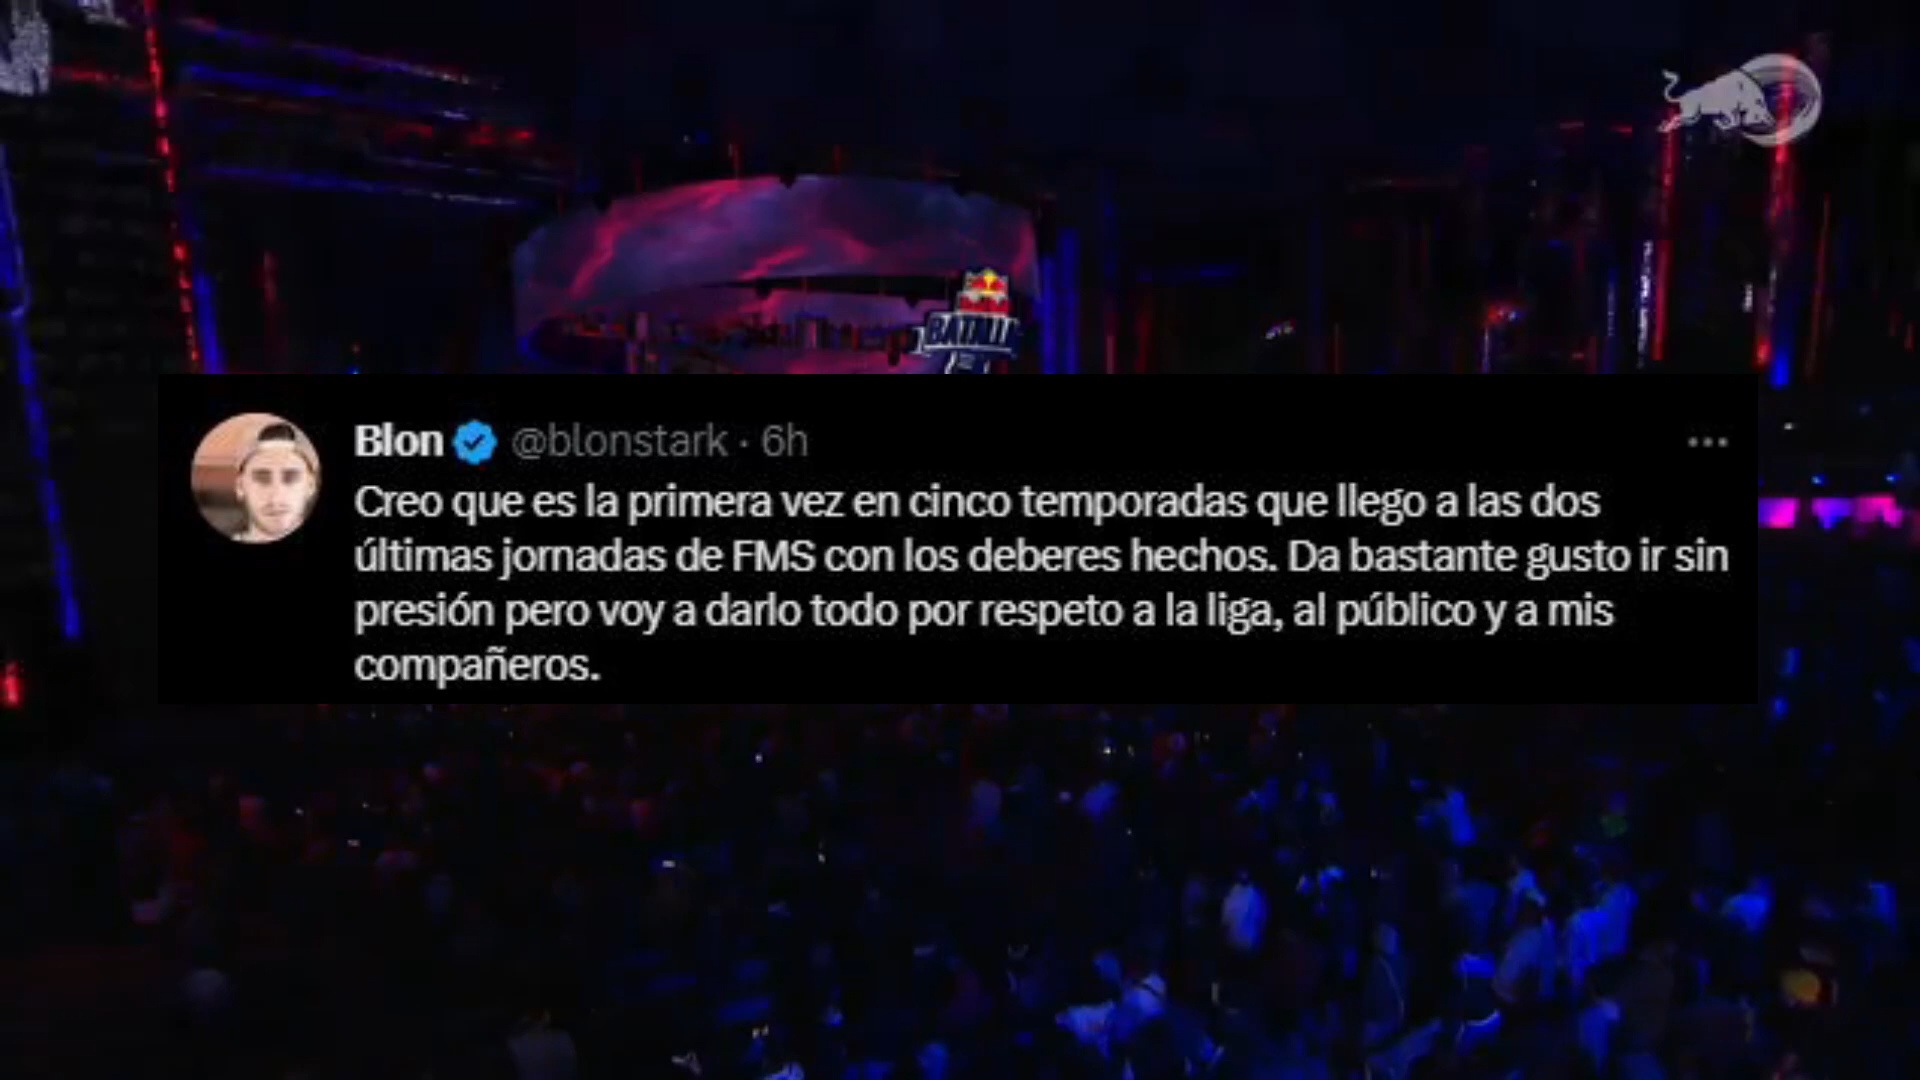 BATALLA
Blon @blonstark · 6h
Creo que es la primera vez en cinco temporadas que llego a las dos
últimas jornadas de FMS con los deberes hechos. Da bastante gusto ir sin
presión pero voy a darlo todo por respeto a la liga, al público y a mis
compañeros.